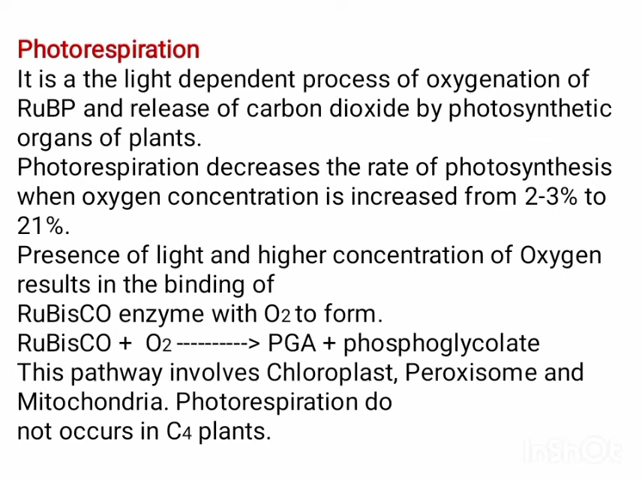 Photorespiration
It is a the light dependent process of oxygenation of
RuBP and release of carbon dioxide by photosynthetic
organs of plants.
Photorespiration decreases the rate of photosynthesis
when oxygen concentration is increased from 2-3% to
21%.
Presence of light and higher concentration of Oxygen
results in the binding of
RuBisCO enzyme with O2 to form.
RuBisCO + O2 ----------> PGA + phosphoglycolate
This pathway involves Chloroplast, Peroxisome and
Mitochondria. Photorespiration do
not occurs in C4 plants.
InShOt